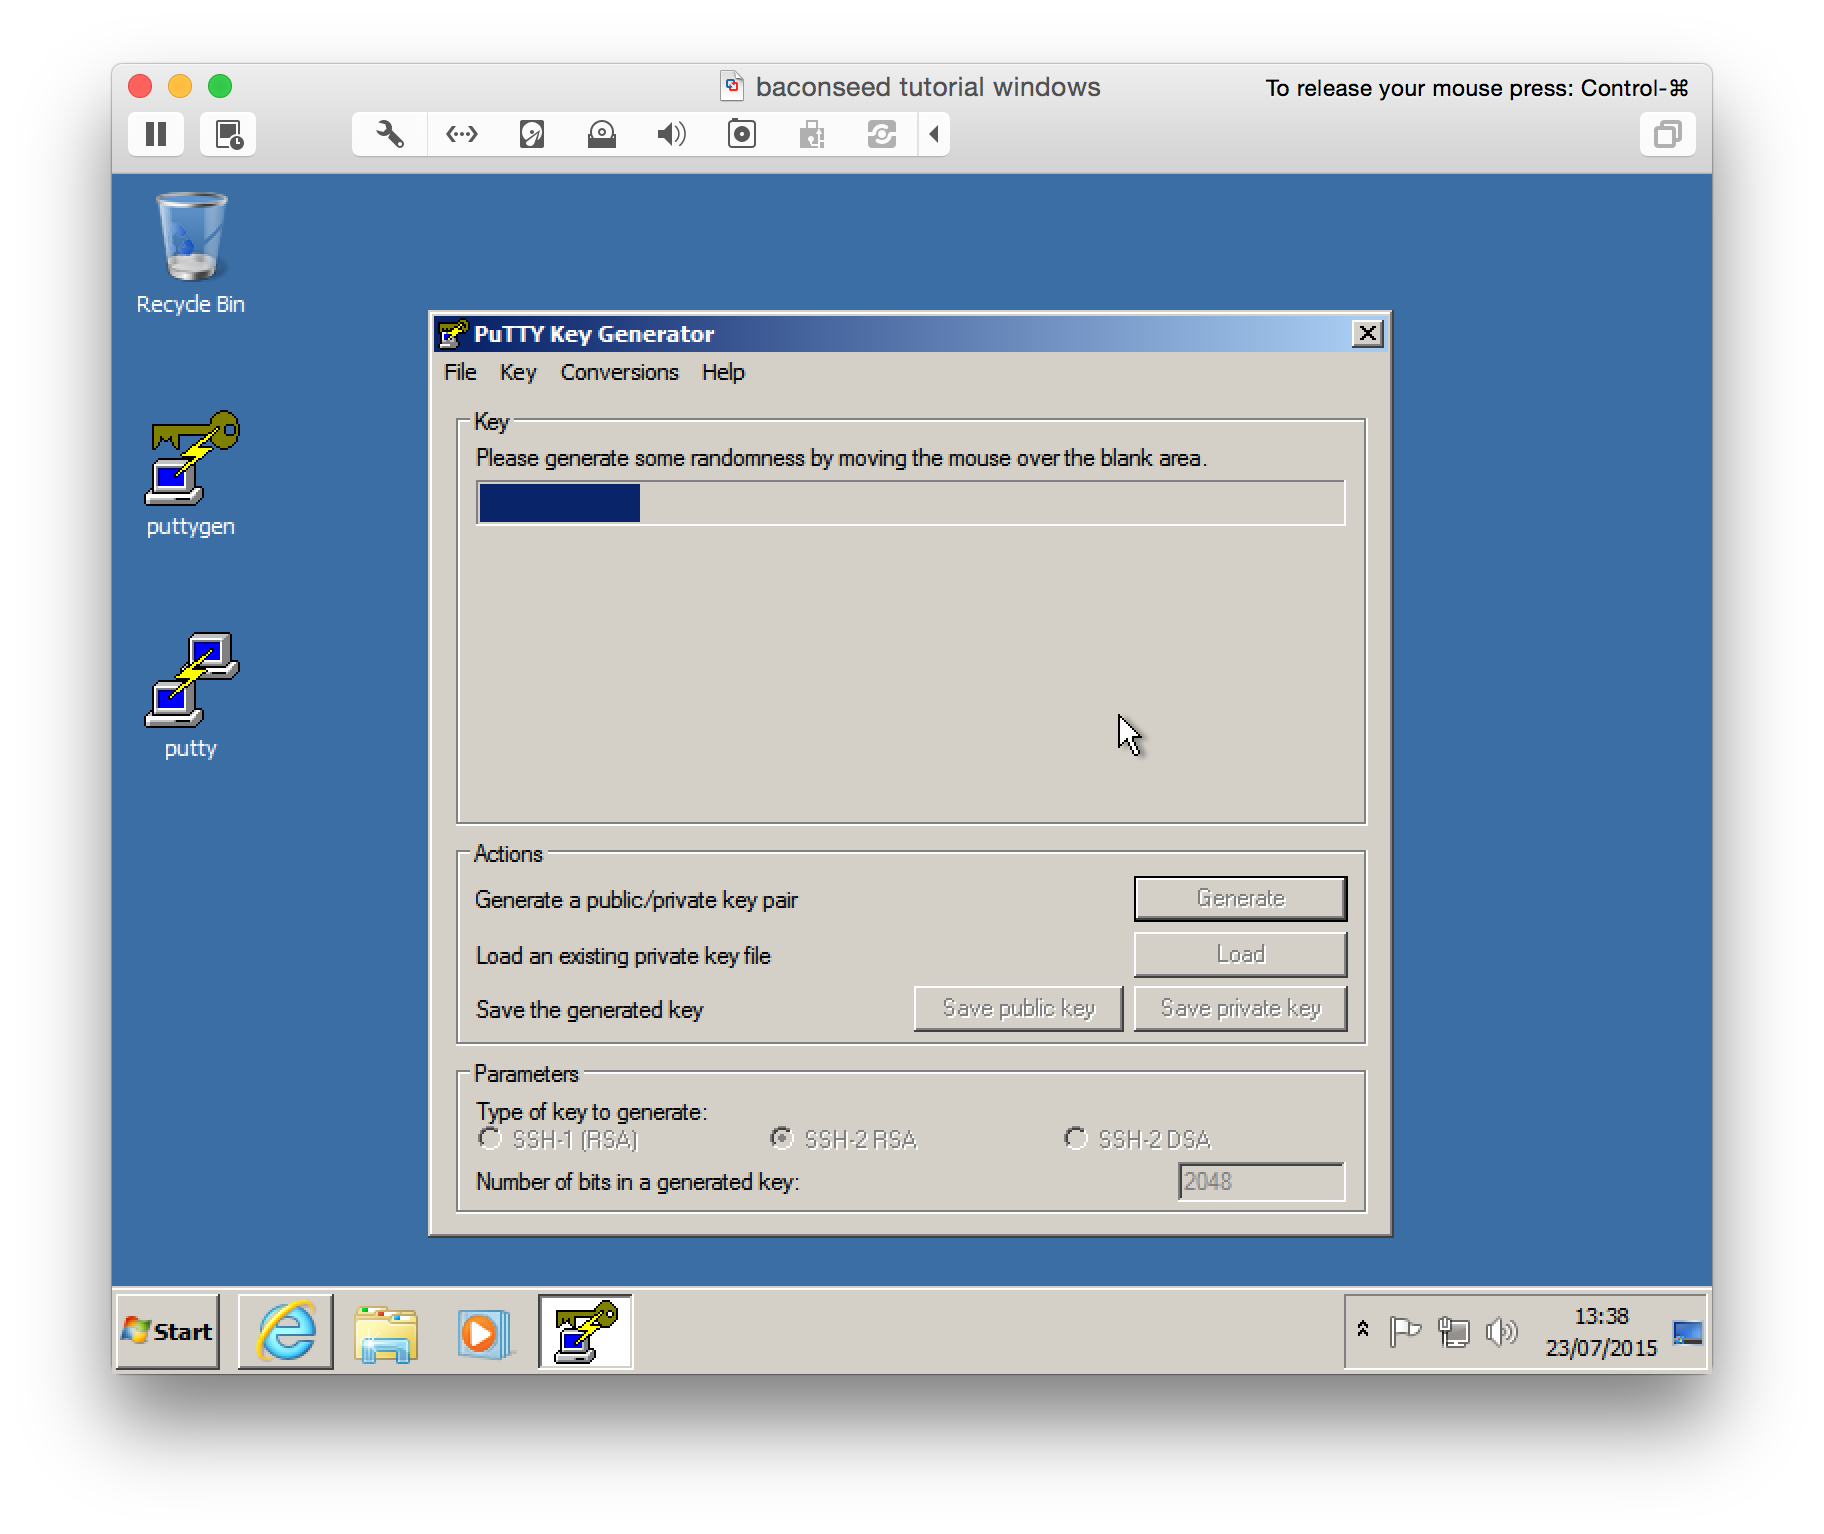 baconseed tutorial windows
To release your mouse press: Control-⌘
Recycle Bin
puttygen
putty
PuTTY Key Generator
File Key Conversions Help
Key
Please generate some randomness by moving the mouse over the blank area.
Actions
Generate a public/private key pair
Generate
Load an existing private key file
Load
Save the generated key
Save public key
Save private key
Parameters
Type of key to generate:
SSH-1 (RSA) SSH-2 RSA SSH-2 DSA
Number of bits in a generated key:
2048
Start
13:38
23/07/2015